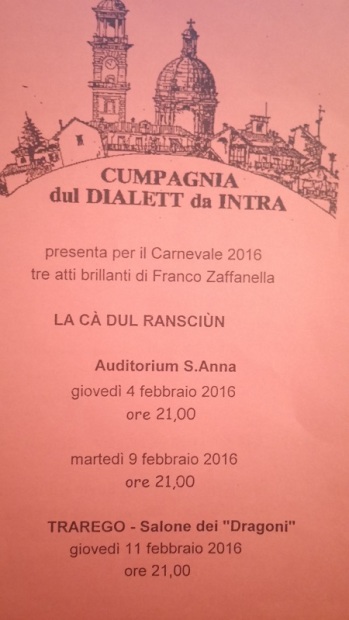 CUMPAGNIA
dul DIALETT da INTRA
presenta per il Carnevale 2016
tre atti brillanti di Franco Zaffanella
LA CÀ DUL RANSCIÙN
Auditorium S.Anna
giovedì 4 febbraio 2016
ore 21,00
martedì 9 febbraio 2016
ore 21,00
TRAREGO - Salone dei "Dragoni"
giovedì 11 febbraio 2016
ore 21,00